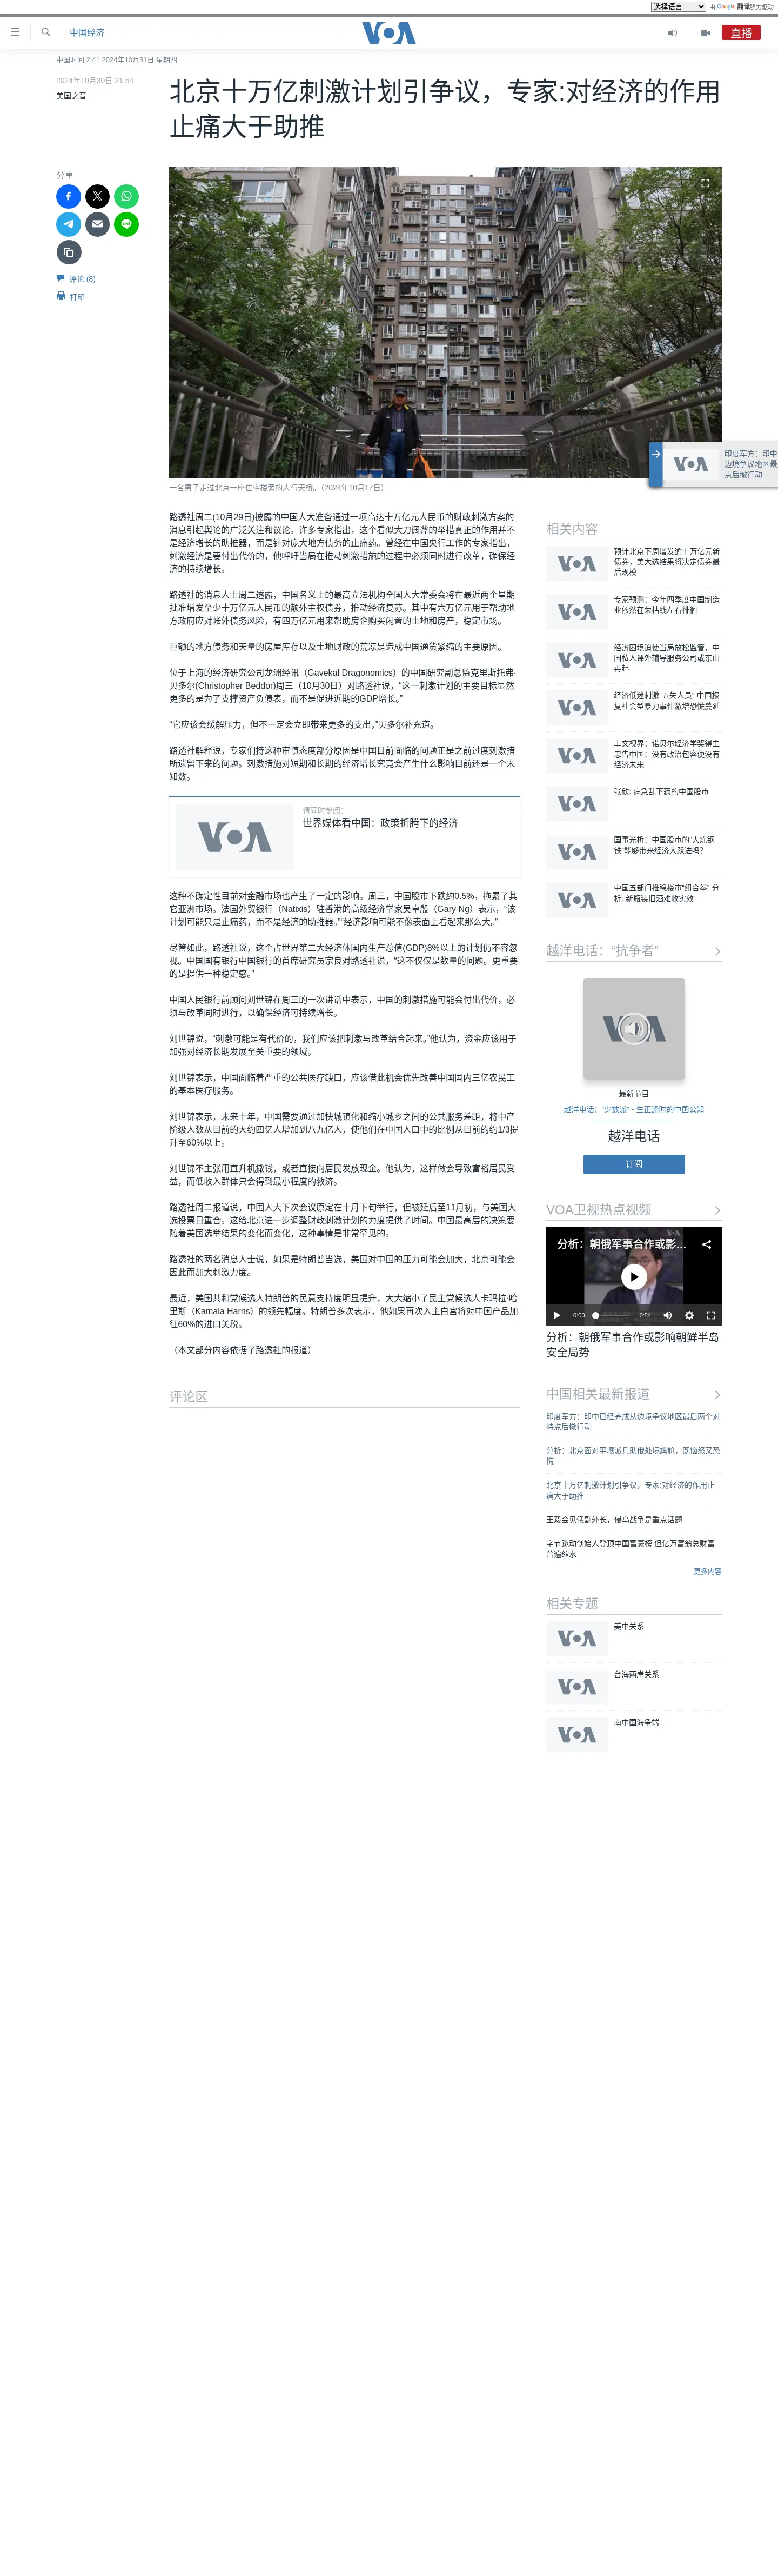 选择语言 由 Google 翻译强力驱动
中国经济
VOA
直播
中国时间 2:41 2024年10月31日 星期四
2024年10月30日 21:54
美国之音
北京十万亿刺激计划引争议，专家:对经济的作用
止痛大于助推
分享
评论 (8)
打印
一名男子走过北京一座住宅楼旁的人行天桥。（2024年10月17日）
VOA
印度军方：印中
边境争议地区最
点后撤行动
路透社周二(10月29日)披露的中国人大准备通过一项高达十万亿元人民币的财政刺激方案的
消息引起舆论的广泛关注和议论。许多专家指出，这个看似大刀阔斧的举措真正的作用并不
是经济增长的助推器，而是针对庞大地方债务的止痛药。曾经在中国央行工作的专家指出，
刺激经济是要付出代价的，他呼吁当局在推动刺激措施的过程中必须同时进行改革，确保经
济的持续增长。
路透社的消息人士周二透露，中国名义上的最高立法机构全国人大常委会将在最近两个星期
批准增发至少十万亿元人民币的额外主权债券，推动经济复苏。其中有六万亿元用于帮助地
方政府应对帐外债务风险，有四万亿元用来帮助房企购买闲置的土地和房产，稳定市场。
巨额的地方债务和天量的房屋库存以及土地财政的荒凉是造成中国通货紧缩的主要原因。
位于上海的经济研究公司龙洲经讯（Gavekal Dragonomics）的中国研究副总监克里斯托弗·
贝多尔(Christopher Beddor)周三（10月30日）对路透社说，“这一刺激计划的主要目标显然
更多的是为了支撑资产负债表，而不是促进近期的GDP增长。”
“它应该会缓解压力，但不一定会立即带来更多的支出，”贝多尔补充道。
路透社解释说，专家们持这种审慎态度部分原因是中国目前面临的问题正是之前过度刺激措
所遗留下来的问题。刺激措施对短期和长期的经济增长究竟会产生什么影响目前还是一个未
知数。
VOA
请同时参阅：
世界媒体看中国：政策折腾下的经济
这种不确定性目前对金融市场也产生了一定的影响。周三，中国股市下跌约0.5%，拖累了其
它亚洲市场。法国外贸银行（Natixis）驻香港的高级经济学家吴卓殷（Gary Ng）表示，“该
计划可能只是止痛药，而不是经济的助推器。”“经济影响可能不像表面上看起来那么大。”
尽管如此，路透社说，这个占世界第二大经济体国内生产总值(GDP)8%以上的计划仍不容忽
视。中国国有银行中国银行的首席研究员宗良对路透社说，“这不仅仅是数量的问题。更重要
的是提供一种稳定感。”
中国人民银行前顾问刘世锦在周三的一次讲话中表示，中国的刺激措施可能会付出代价，必
须与改革同时进行，以确保经济可持续增长。
刘世锦说，“刺激可能是有代价的，我们应该把刺激与改革结合起来。”他认为，资金应该用于
加强对经济长期发展至关重要的领域。
刘世锦表示，中国面临着严重的公共医疗缺口，应该借此机会优先改善中国国内三亿农民工
的基本医疗服务。
刘世锦表示，未来十年，中国需要通过加快城镇化和缩小城乡之间的公共服务差距，将中产
阶级人数从目前的大约四亿人增加到八九亿人，使他们在中国人口中的比例从目前的约1/3提
升至60%以上。
刘世锦不主张用直升机撒钱，或者直接向居民发放现金。他认为，这样做会导致富裕居民受
益，而低收入群体只会得到最小程度的救济。
路透社周二报道说，中国人大下次会议原定在十月下旬举行，但被延后至11月初，与美国大
选投票日重合。这给北京进一步调整财政刺激计划的力度提供了时间。中国最高层的决策要
随着美国选举结果的变化而变化，这种事情是非常罕见的。
路透社的两名消息人士说，如果是特朗普当选，美国对中国的压力可能会加大，北京可能会
因此而加大刺激力度。
最近，美国共和党候选人特朗普的民意支持度明显提升，大大缩小了民主党候选人卡玛拉·哈
里斯（Kamala Harris）的领先幅度。特朗普多次表示，他如果再次入主白宫将对中国产品加
征60%的进口关税。
（本文部分内容依据了路透社的报道）
评论区
相关内容
VOA
预计北京下周增发逾十万亿元新
债券，美大选结果将决定债券最
后规模
VOA
专家预测：今年四季度中国制造
业依然在荣枯线左右徘徊
VOA
经济困境迫使当局放松监管，中
国私人课外辅导服务公司或东山
再起
VOA
经济低迷刺激“五失人员” 中国报
复社会型暴力事件激增恐慌蔓延
VOA
聿文视界：诺贝尔经济学奖得主
忠告中国：没有政治包容便没有
经济未来
VOA
张欣: 病急乱下药的中国股市
VOA
国事光析：中国股市的“大炼钢
铁”能够带来经济大跃进吗？
VOA
中国五部门推稳楼市“组合拳” 分
析: 新瓶装旧酒难收实效
越洋电话：“抗争者”
VOA
最新节目
越洋电话：“少数派” - 生正逢时的中国公知
越洋电话
订阅
VOA卫视热点视频
分析：朝俄军事合作或影...
0:00
0:54
分析：朝俄军事合作或影响朝鲜半岛
安全局势
中国相关最新报道
印度军方：印中已经完成从边境争议地区最后两个对
峙点后撤行动
分析：北京面对平壤派兵助俄处境尴尬，既恼怒又恐
慌
北京十万亿刺激计划引争议，专家:对经济的作用止
痛大于助推
王毅会见俄副外长，侵乌战争是重点话题
字节跳动创始人登顶中国富豪榜 但亿万富翁总财富
普遍缩水
更多内容
相关专题
VOA
美中关系
VOA
台海两岸关系
VOA
南中国海争端